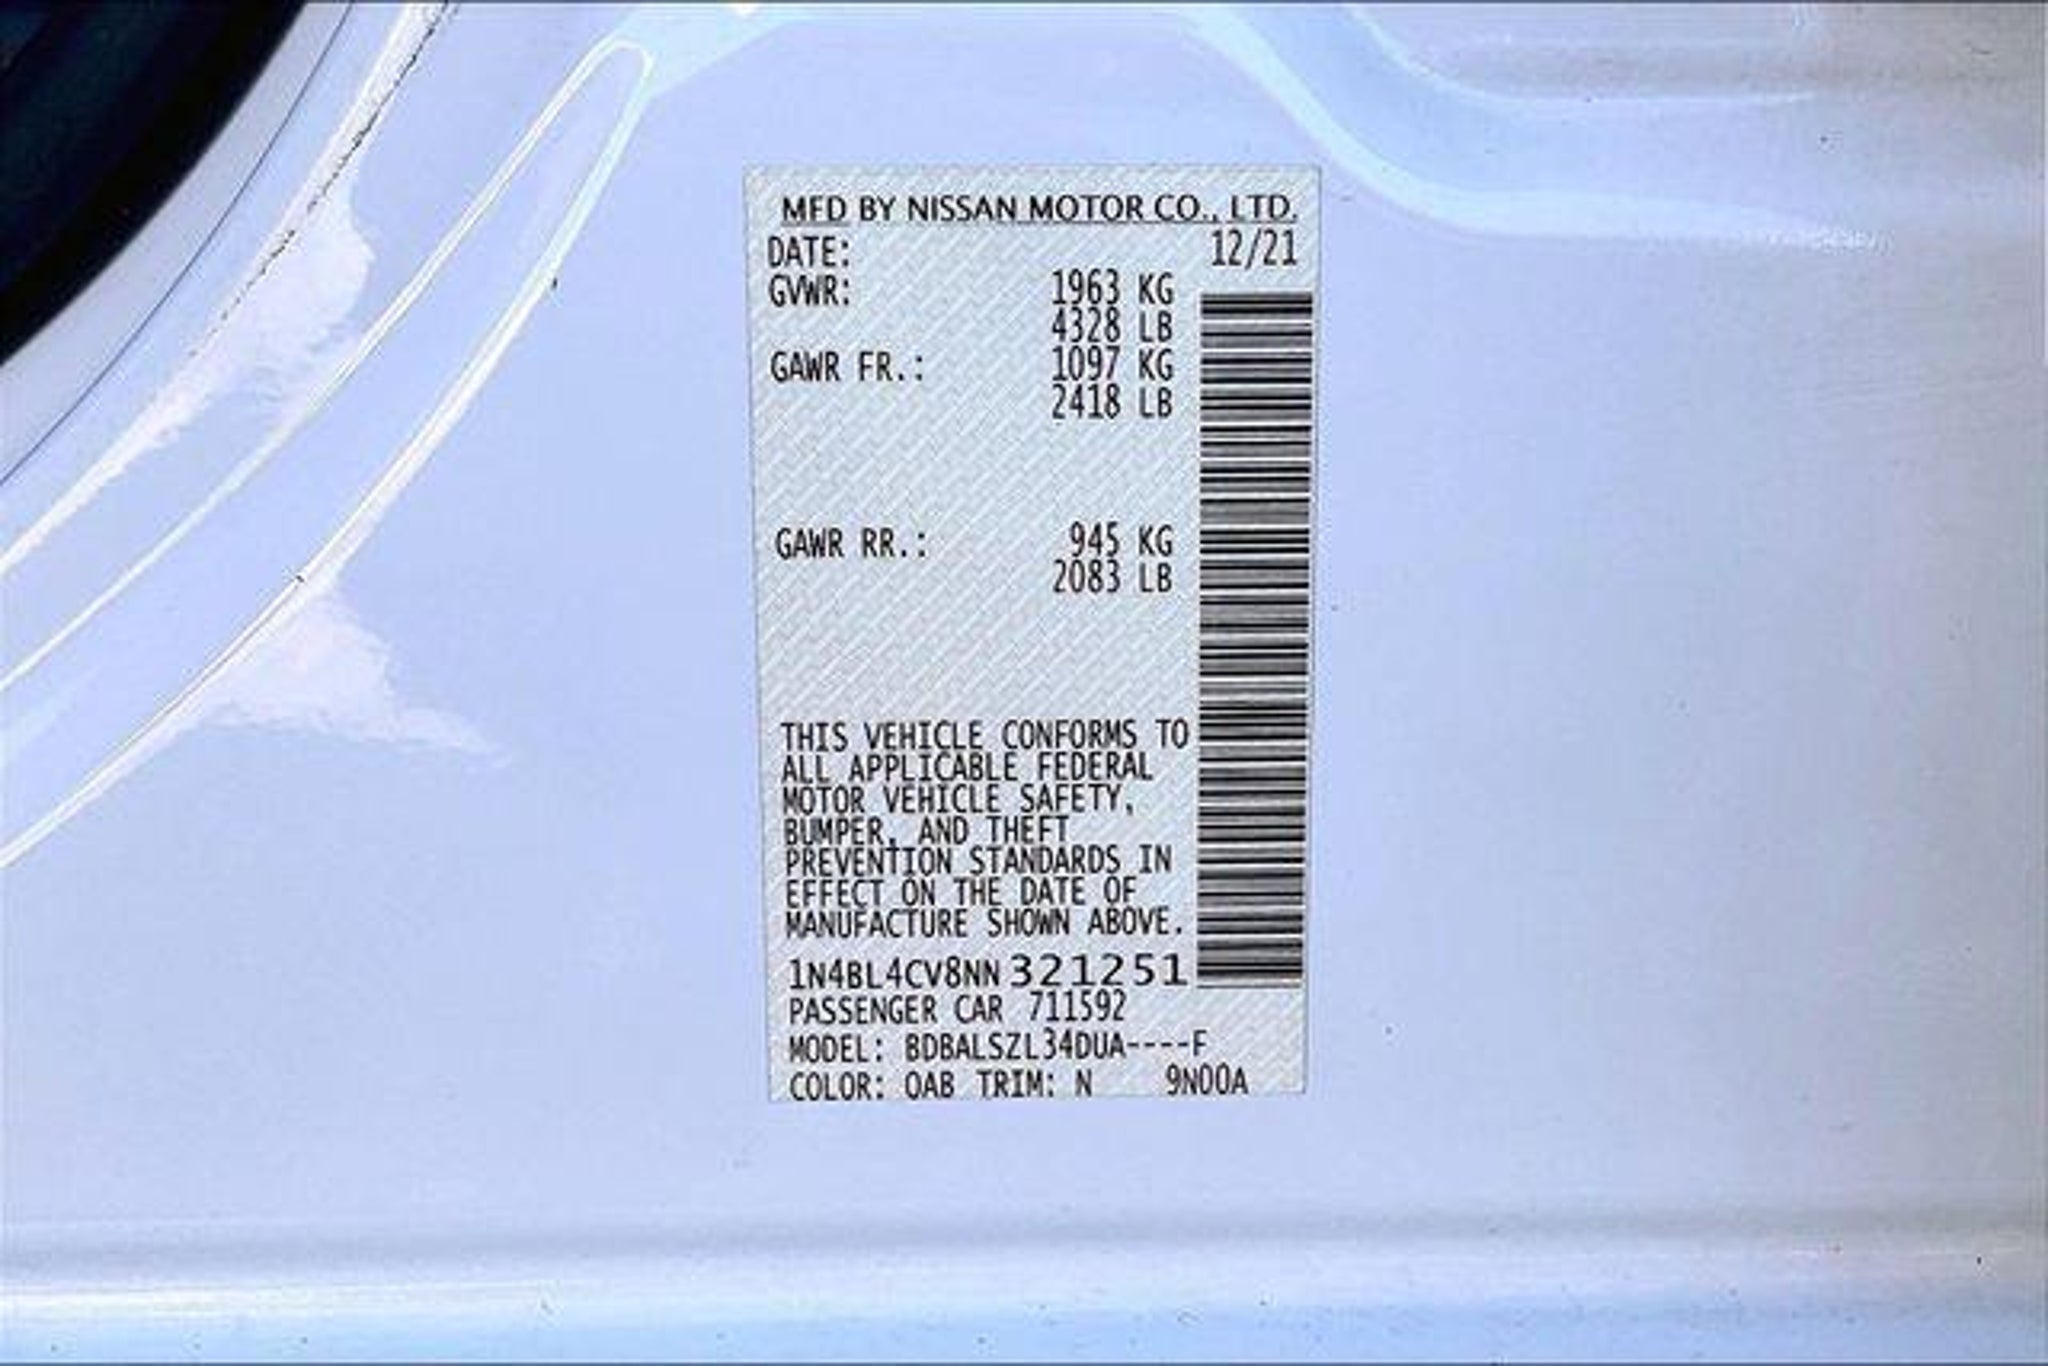 MFD BY NISSAN MOTOR CO., LTD.
DATE: 12/21
GVWR: 1963 KG
4328 LB
GAWR FR.: 1097 KG
2418 LB
GAWR RR.: 945 KG
2083 LB
THIS VEHICLE CONFORMS TO
ALL APPLICABLE FEDERAL
MOTOR VEHICLE SAFETY,
BUMPER, AND THEFT
PREVENTION STANDARDS IN
EFFECT ON THE DATE OF
MANUFACTURE SHOWN ABOVE.
1N4BL4CV8NN321251
PASSENGER CAR 711592
MODEL: BDBALSZL34DUA----F
COLOR: QAB TRIM: N 9N00A